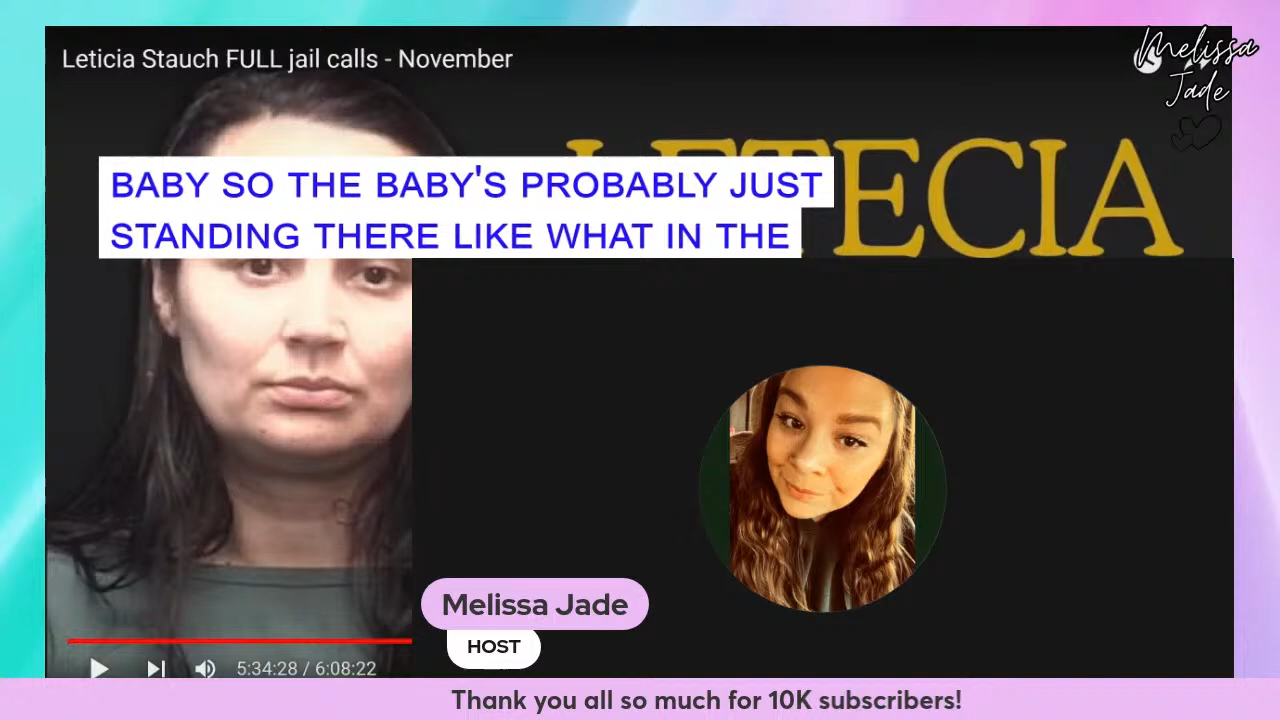 Leticia Stauch FULL jail calls - November
Melissa
Jade
LETECIA
BABY SO THE BABY'S PROBABLY JUST
STANDING THERE LIKE WHAT IN THE
Melissa Jade
HOST
5:34:28 / 6:08:22
Thank you all so much for 10K subscribers!